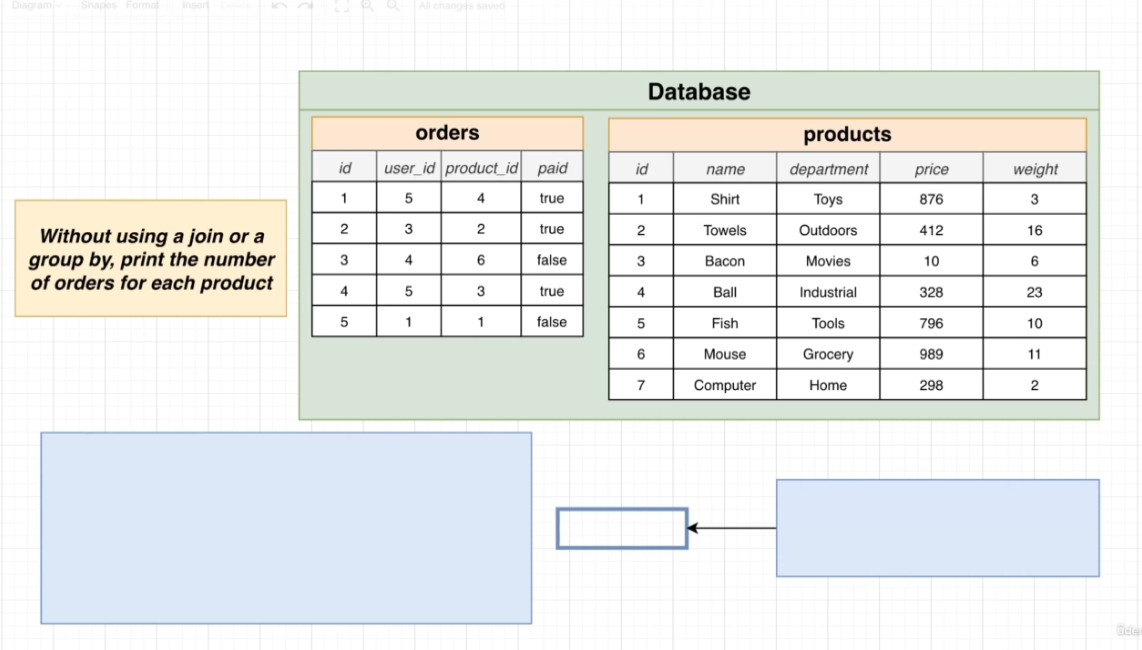 Diagram Shapes Format Insert Delete All changes saved
Database
orders
id user_id product_id paid
1 5 4 true
2 3 2 true
3 4 6 false
4 5 3 true
5 1 1 false
products
id name department price weight
1 Shirt Toys 876 3
2 Towels Outdoors 412 16
3 Bacon Movies 10 6
4 Ball Industrial 328 23
5 Fish Tools 796 10
6 Mouse Grocery 989 11
7 Computer Home 298 2
Without using a join or a
group by, print the number
of orders for each product